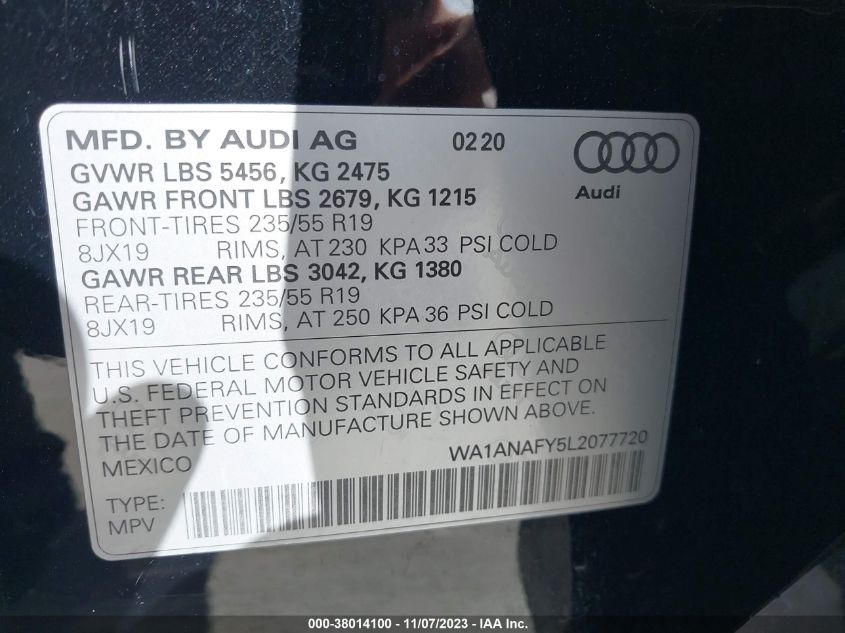 MFD. BY AUDI AG 0220
Audi
GVWR LBS 5456, KG 2475
GAWR FRONT LBS 2679, KG 1215
FRONT-TIRES 235/55 R19
8JX19 RIMS, AT 230 KPA 33 PSI COLD
GAWR REAR LBS 3042, KG 1380
REAR-TIRES 235/55 R19
8JX19 RIMS, AT 250 KPA 36 PSI COLD
THIS VEHICLE CONFORMS TO ALL APPLICABLE
U.S. FEDERAL MOTOR VEHICLE SAFETY AND
THEFT PREVENTION STANDARDS IN EFFECT ON
THE DATE OF MANUFACTURE SHOWN ABOVE.
MEXICO WA1ANAFY5L2077720
TYPE:
MPV
000-38014100 - 11/07/2023 - WWW.IAAI.COM.